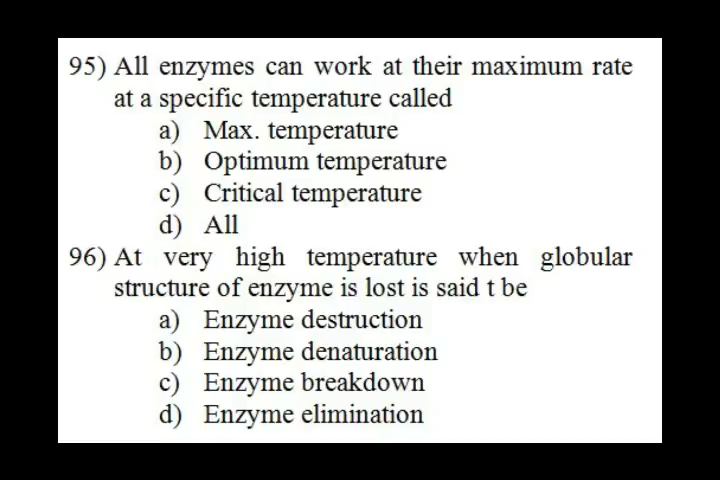 95) All enzymes can work at their maximum rate
at a specific temperature called
a) Max. temperature
b) Optimum temperature
c) Critical temperature
d) All
96) At very high temperature when globular
structure of enzyme is lost is said t be
a) Enzyme destruction
b) Enzyme denaturation
c) Enzyme breakdown
d) Enzyme elimination